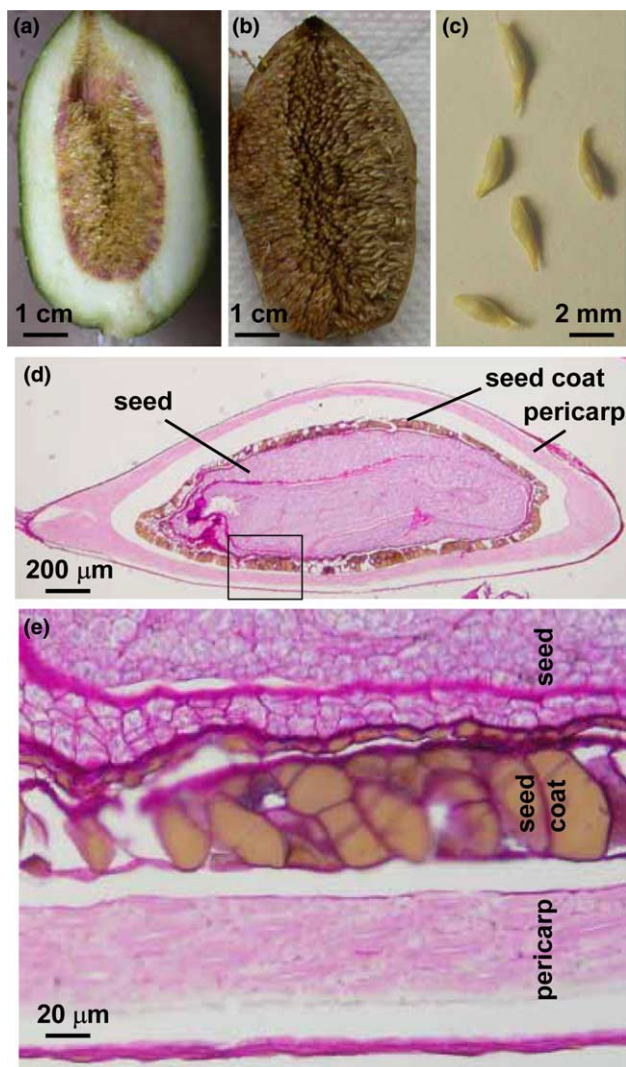 (a)
(b)
(c)
1 cm
1 cm
2 mm
(d)
seed coat
seed
pericarp
200 μm
(e)
seed
seed
coat
pericarp
20 μm